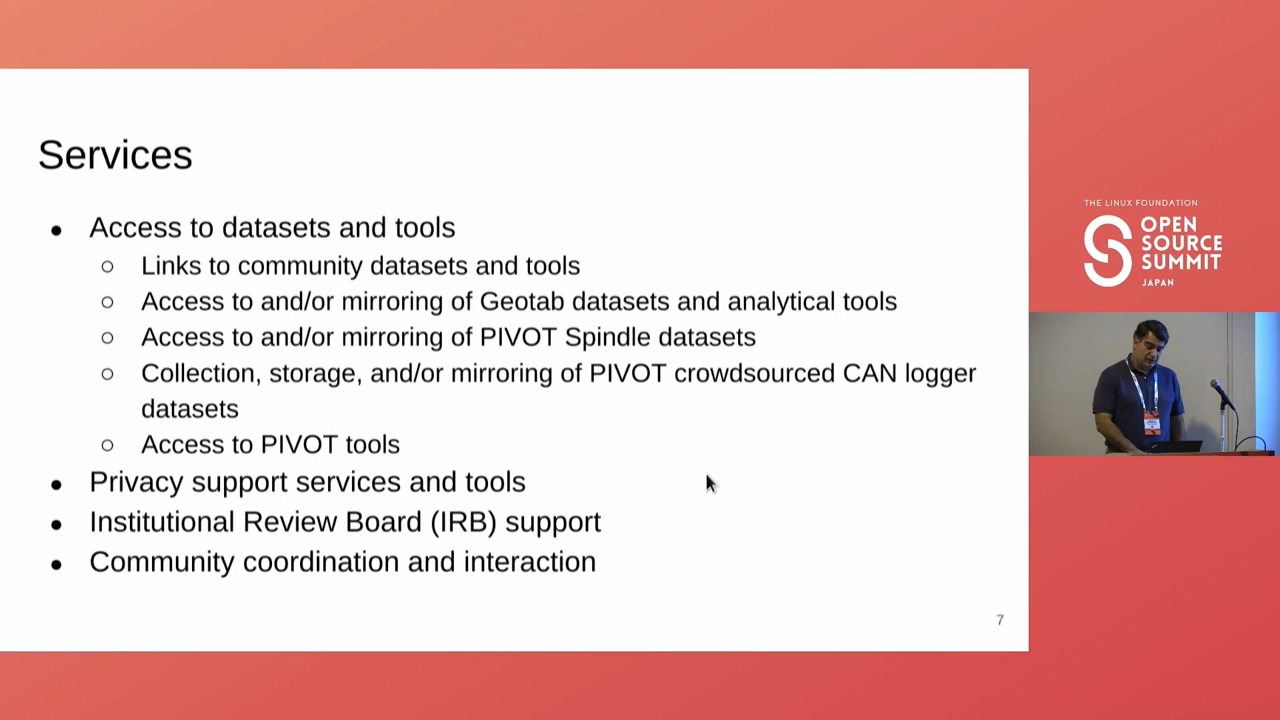 Services
● Access to datasets and tools
○ Links to community datasets and tools
○ Access to and/or mirroring of Geotab datasets and analytical tools
○ Access to and/or mirroring of PIVOT Spindle datasets
○ Collection, storage, and/or mirroring of PIVOT crowdsourced CAN logger
datasets
○ Access to PIVOT tools
● Privacy support services and tools
● Institutional Review Board (IRB) support
● Community coordination and interaction
7
THE LINUX FOUNDATION
OPEN
SOURCE
SUMMIT
JAPAN